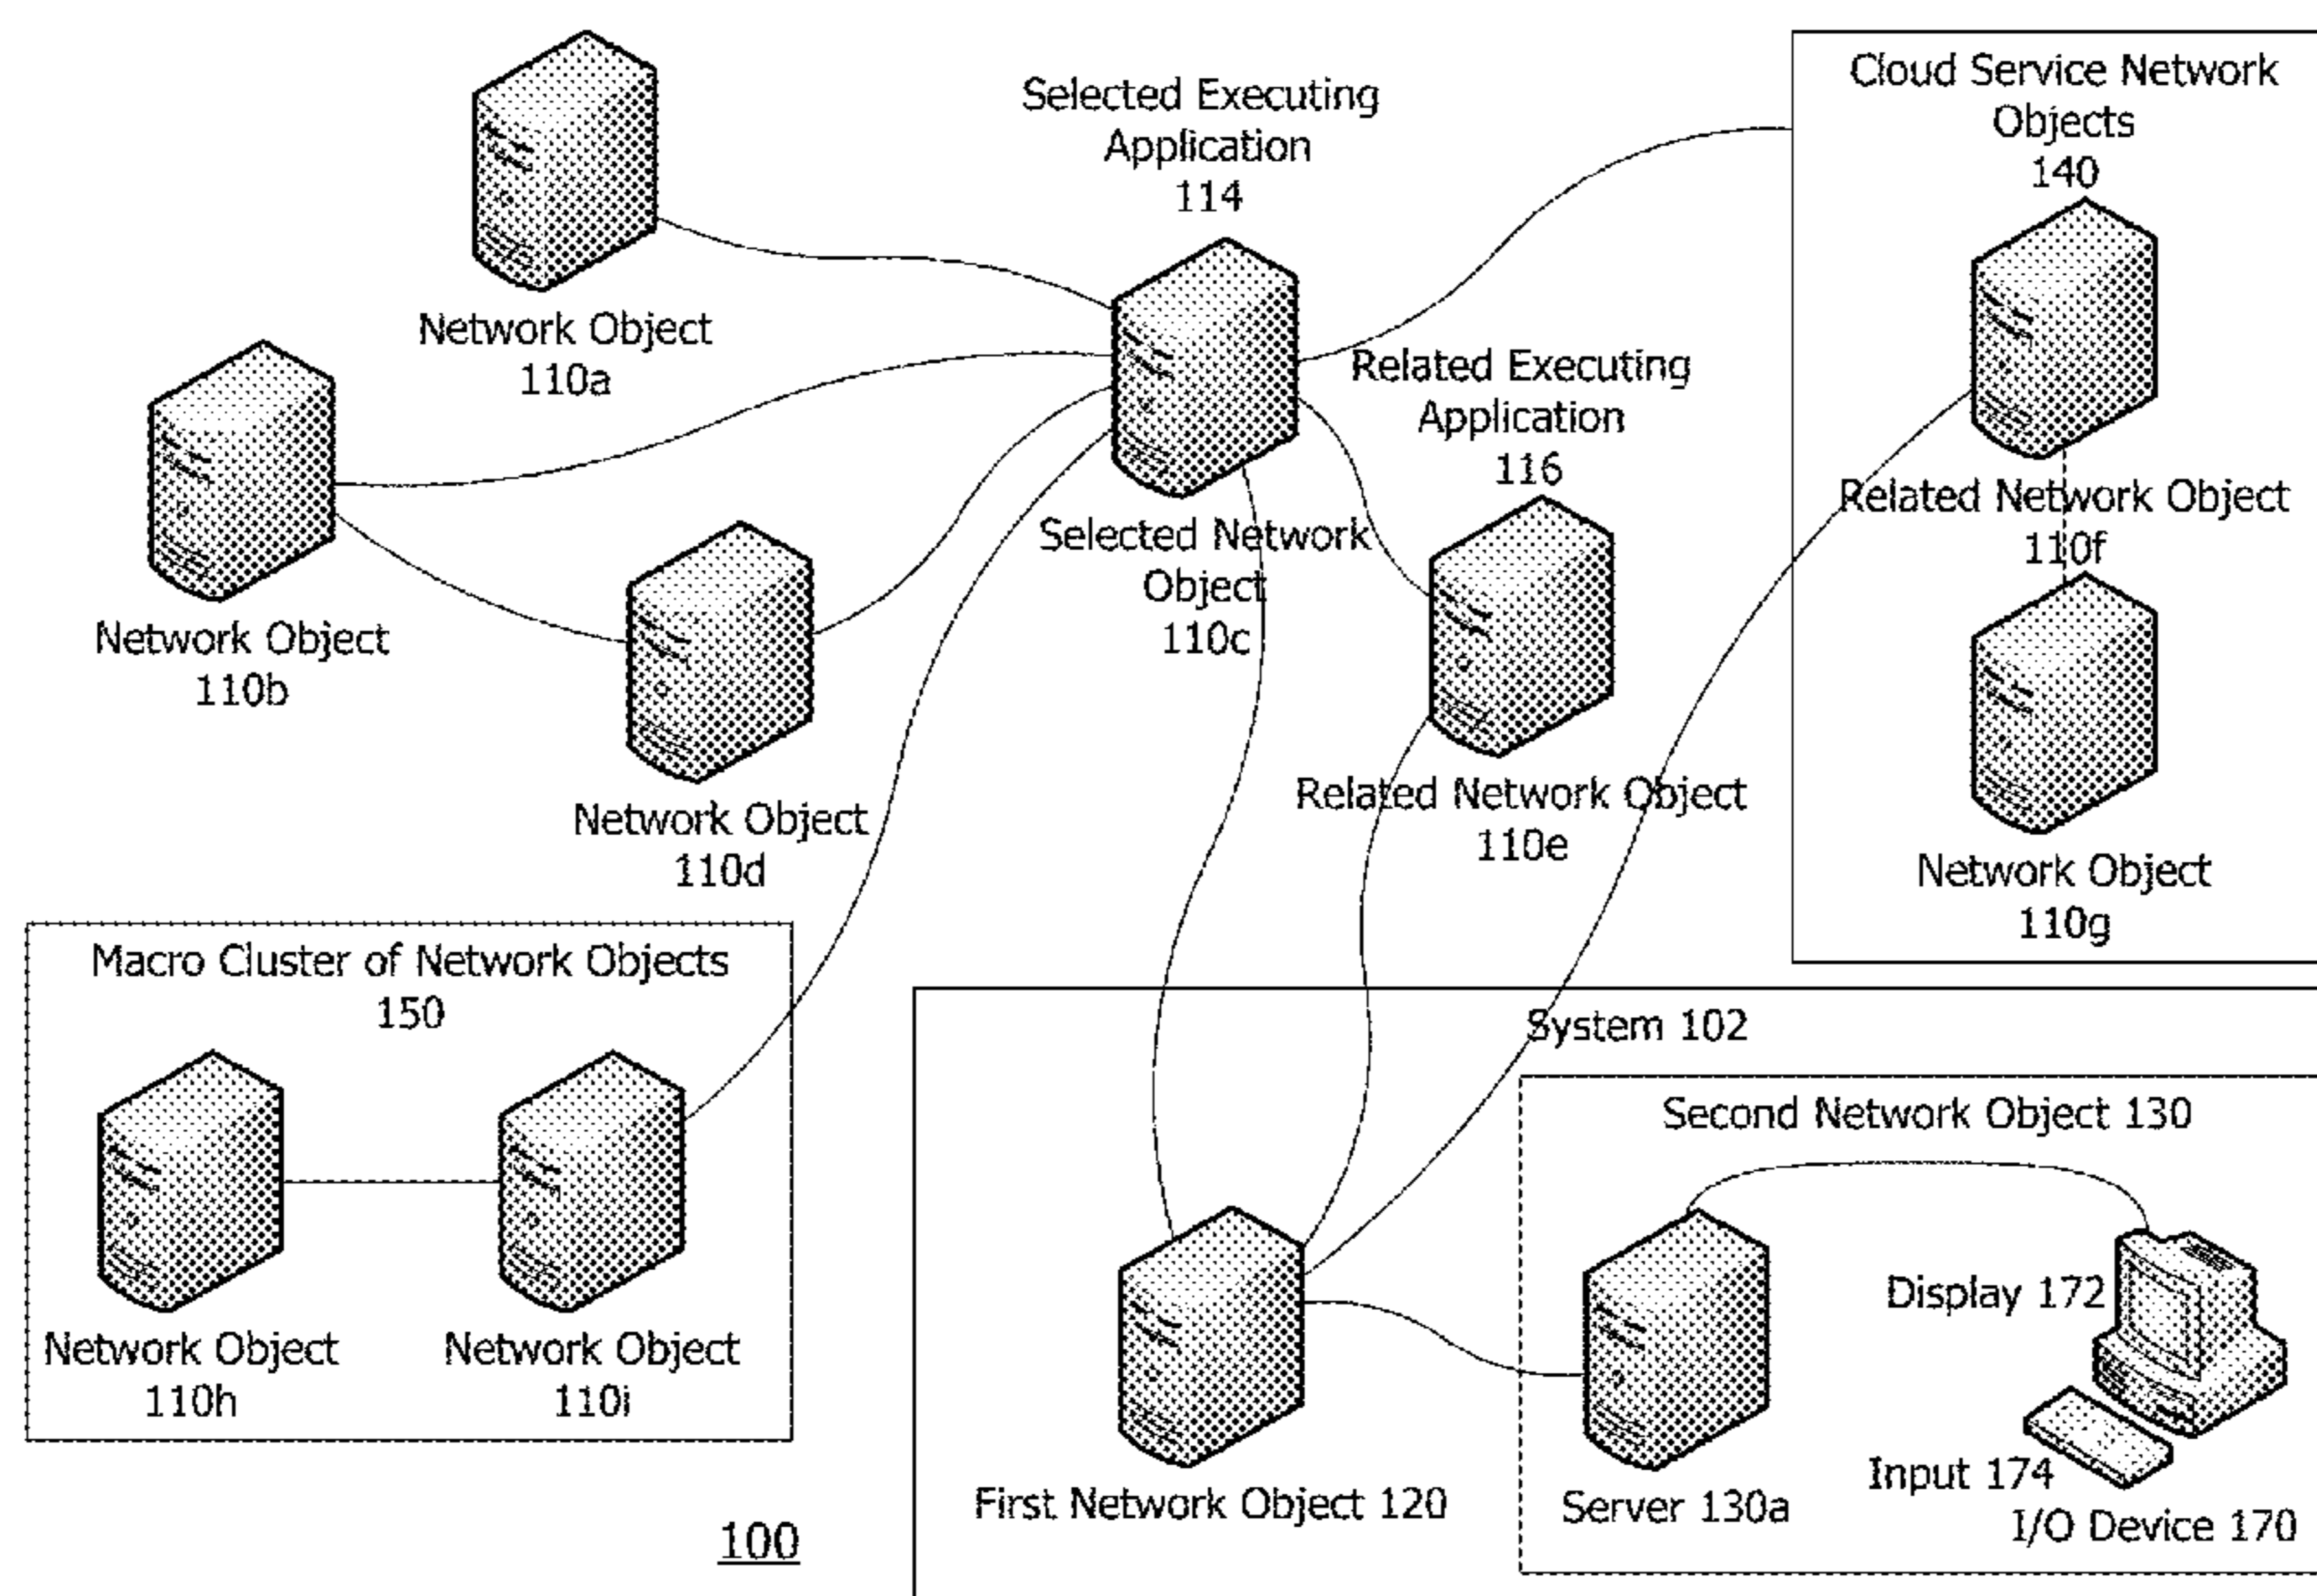 Selected Executing
Application
114
Cloud Service Network
Objects
140
Network Object
110a
Related Executing
Application
116
Related Network Object
110f
Selected Network
Object
110c
Network Object
110b
Network Object
110d
Related Network Object
110e
Network Object
110g
Macro Cluster of Network Objects
150
System 102
Second Network Object 130
Network Object
110h
Network Object
110i
Display 172
Input 174
First Network Object 120
Server 130a
I/O Device 170
100